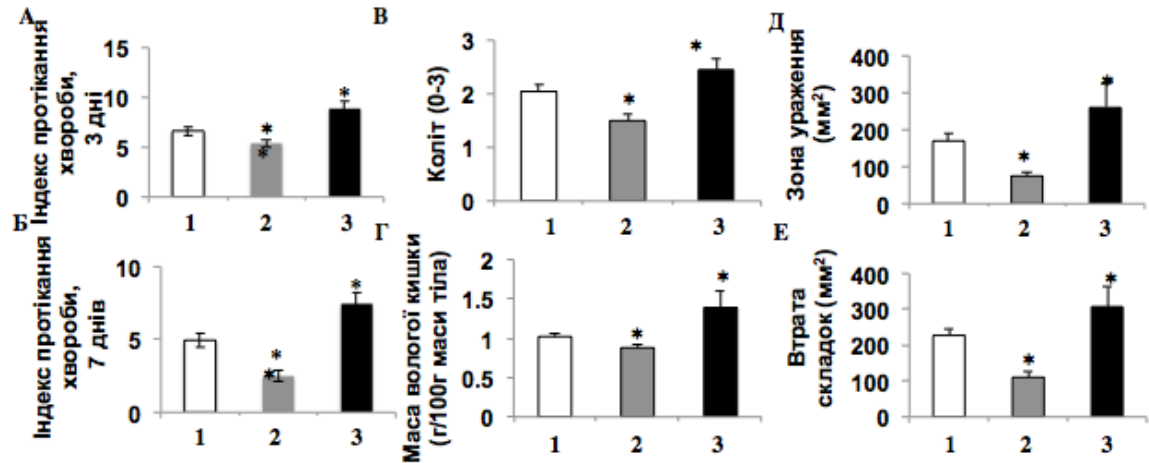 А
Індекс протікання
хвороби,
3 дні
15
10
5
0
*
*
*
1 2 3
В
Коліт (0-3)
3
2
1
0
*
*
1 2 3
Д
Зона ураження
(мм²)
400
300
200
100
0
*
*
1 2 3
Б
Індекс протікання
хвороби,
7 днів
10
5
0
*
*
*
1 2 3
Г
Маса вологої кишки
(г/100г маси тіла)
2
1.5
1
0.5
0
*
*
1 2 3
Е
Втрата
складок (мм²)
400
300
200
100
0
*
*
1 2 3